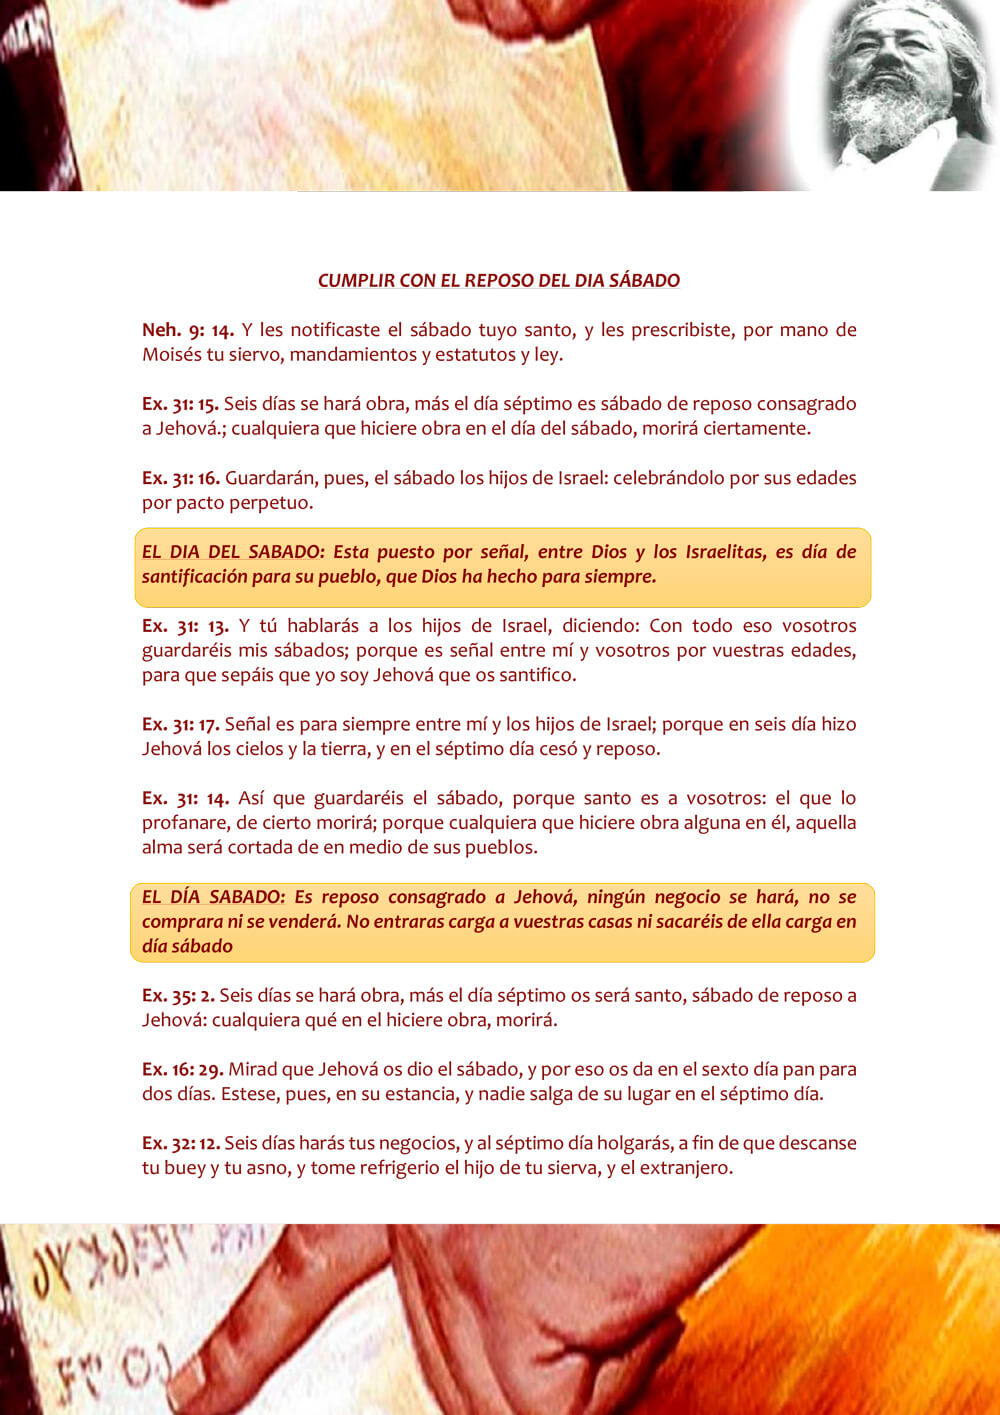 CUMPLIR CON EL REPOSO DEL DIA SÁBADO
Neh. 9: 14. Y les notificaste el sábado tuyo santo, y les prescribiste, por mano de
Moisés tu siervo, mandamientos y estatutos y ley.
Ex. 31: 15. Seis días se hará obra, más el día séptimo es sábado de reposo consagrado
a Jehová.; cualquiera que hiciere obra en el día del sábado, morirá ciertamente.
Ex. 31: 16. Guardarán, pues, el sábado los hijos de Israel: celebrándolo por sus edades
por pacto perpetuo.
EL DIA DEL SABADO: Esta puesto por señal, entre Dios y los Israelitas, es día de
santificación para su pueblo, que Dios ha hecho para siempre.
Ex. 31: 13. Y tú hablarás a los hijos de Israel, diciendo: Con todo eso vosotros
guardaréis mis sábados; porque es señal entre mí y vosotros por vuestras edades,
para que sepáis que yo soy Jehová que os santifico.
Ex. 31: 17. Señal es para siempre entre mí y los hijos de Israel; porque en seis día hizo
Jehová los cielos y la tierra, y en el séptimo día cesó y reposo.
Ex. 31: 14. Así que guardaréis el sábado, porque santo es a vosotros: el que lo
profanare, de cierto morirá; porque cualquiera que hiciere obra alguna en él, aquella
alma será cortada de en medio de sus pueblos.
EL DÍA SABADO: Es reposo consagrado a Jehová, ningún negocio se hará, no se
comprara ni se venderá. No entraras carga a vuestras casas ni sacaréis de ella carga en
día sábado
Ex. 35: 2. Seis días se hará obra, más el día séptimo os será santo, sábado de reposo a
Jehová: cualquiera qué en el hiciere obra, morirá.
Ex. 16: 29. Mirad que Jehová os dio el sábado, y por eso os da en el sexto día pan para
dos días. Estese, pues, en su estancia, y nadie salga de su lugar en el séptimo día.
Ex. 32: 12. Seis días harás tus negocios, y al séptimo día holgarás, a fin de que descanse
tu buey y tu asno, y tome refrigerio el hijo de tu sierva, y el extranjero.